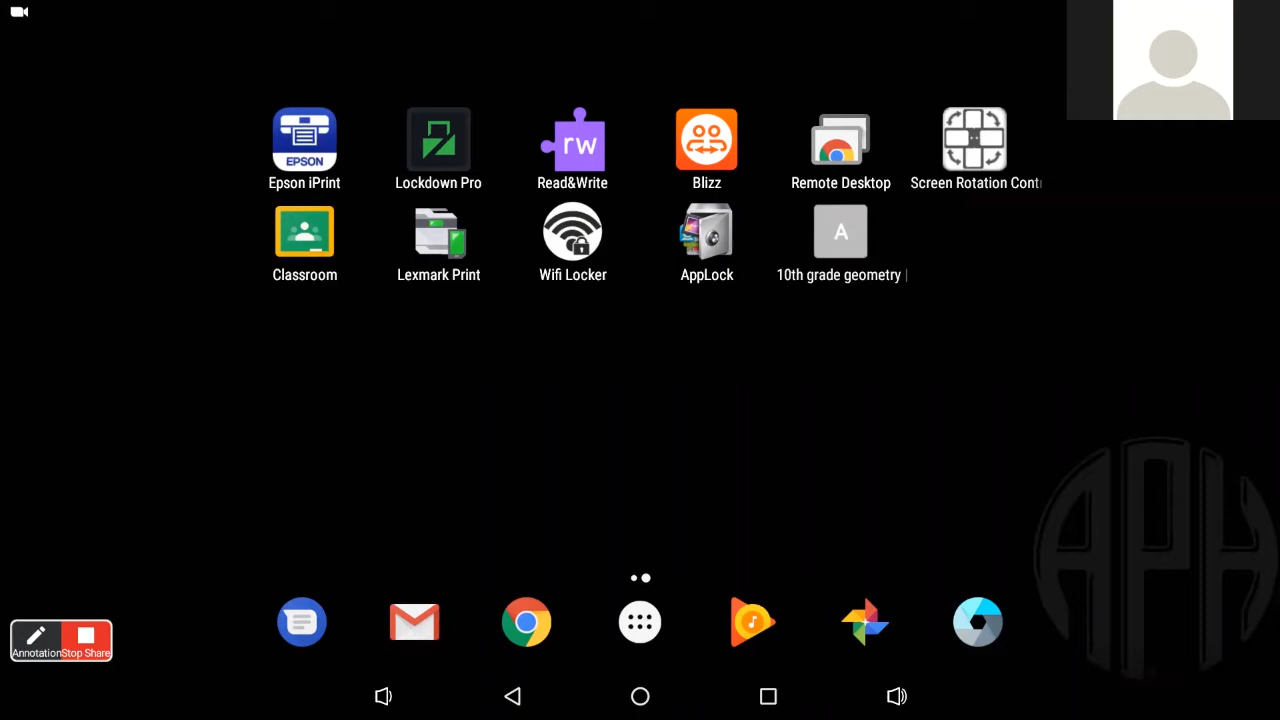 EPSON
rw
Epson iPrint
Lockdown Pro
Read&Write
Blizz
Remote Desktop
Screen Rotation Contr
A
Classroom
Lexmark Print
Wifi Locker
AppLock
10th grade geometry |
Annotation
Stop Share
APH